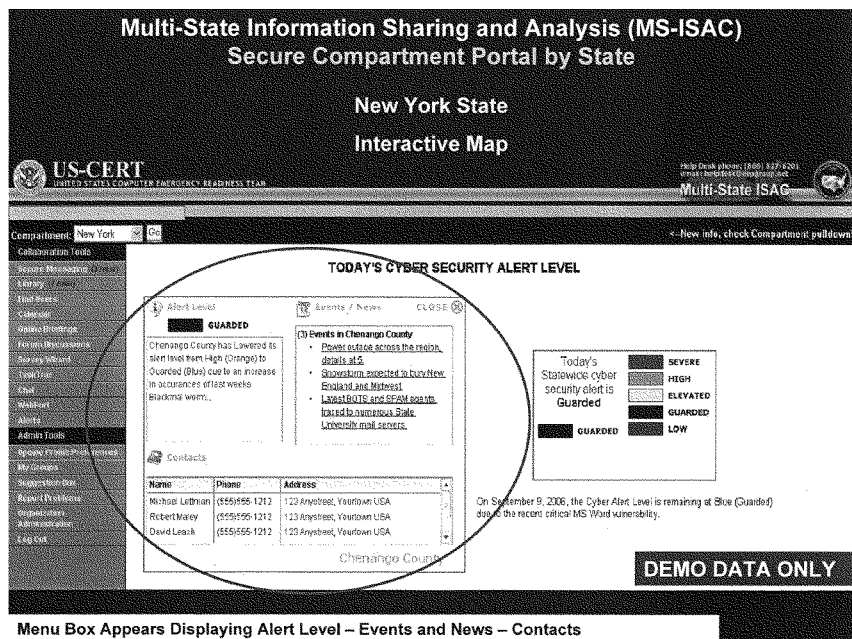 Multi-State Information Sharing and Analysis (MS-ISAC)
Secure Compartment Portal by State
New York State
Interactive Map
US-CERT
UNITED STATES COMPUTER EMERGENCY READINESS TEAM
Multi-State ISAC
Compartment: New York Go
<--New info, check Compartment pulldown
Collaboration Tools
Secure Messaging
Library
Find Users
Calendar
Online Briefings
Forum Discussions
Survey Wizard
TaskTrac
Chat
WebPort
Alerts
Admin Tools
My Groups
Suggestion Box
Report Problems
Organization
Administration
Log Out
TODAY'S CYBER SECURITY ALERT LEVEL
Alert Level
GUARDED
Chenango County has Lowered its
alert level from High (Orange) to
Guarded (Blue) due to an increase
in occurences of last weeks
Blackmal worm..
Events / News
CLOSE
(3) Events in Chenango County
• Power outage across the region,
details at 5.
• Snowstorm expected to bury New
England and Midwest
• Latest BOTS and SPAM agents
traced to numerous State
University mail servers.
Contacts
Name Phone Address
Michael Lettman (555)555-1212 123 Anystreet, Yourtown USA
Robert Maley (555)555-1212 123 Anystreet, Yourtown USA
David Leach (555)555-1212 123 Anystreet, Yourtown USA
Chenango County
Today's
Statewide cyber
security alert is
Guarded
GUARDED
SEVERE
HIGH
ELEVATED
GUARDED
LOW
On September 9, 2006, the Cyber Alert Level is remaining at Blue (Guarded)
due to the recent critical MS Word vunerability.
DEMO DATA ONLY
Menu Box Appears Displaying Alert Level – Events and News – Contacts